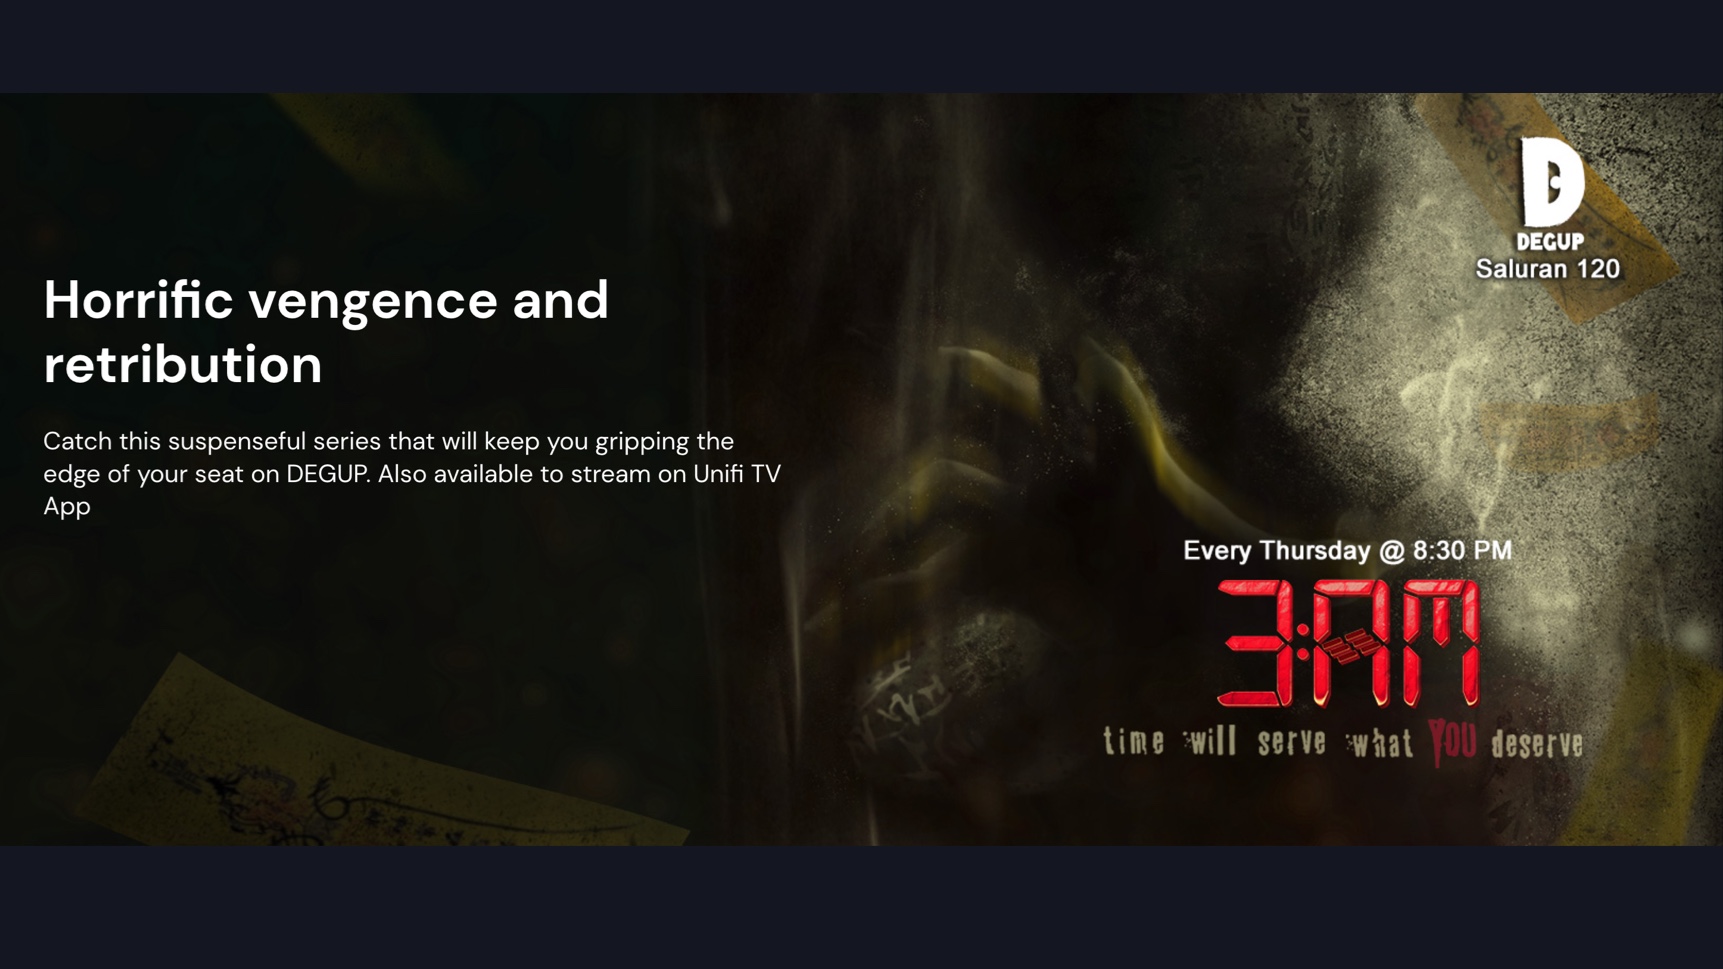 Horrific vengence and
retribution
Catch this suspenseful series that will keep you gripping the
edge of your seat on DEGUP. Also available to stream on Unifi TV
App
D
DEGUP
Saluran 120
Every Thursday @ 8:30 PM
3:AM
time will serve what YOU deserve